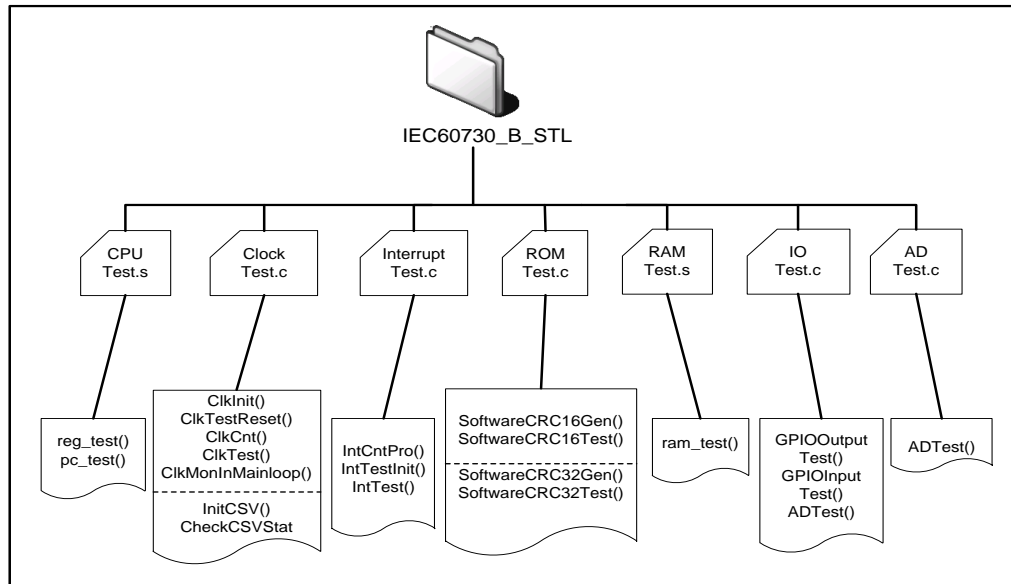 IEC60730_B_STL
CPU
Test.s
Clock
Test.c
Interrupt
Test.c
ROM
Test.c
RAM
Test.s
IO
Test.c
AD
Test.c
reg_test()
pc_test()
ClkInit()
ClkTestReset()
ClkCnt()
ClkTest()
ClkMonInMainloop()
InitCSV()
CheckCSVStat
IntCntPro()
IntTestInit()
IntTest()
SoftwareCRC16Gen()
SoftwareCRC16Test()
SoftwareCRC32Gen()
SoftwareCRC32Test()
ram_test()
GPIOOutput
Test()
GPIOInput
Test()
ADTest()
ADTest()